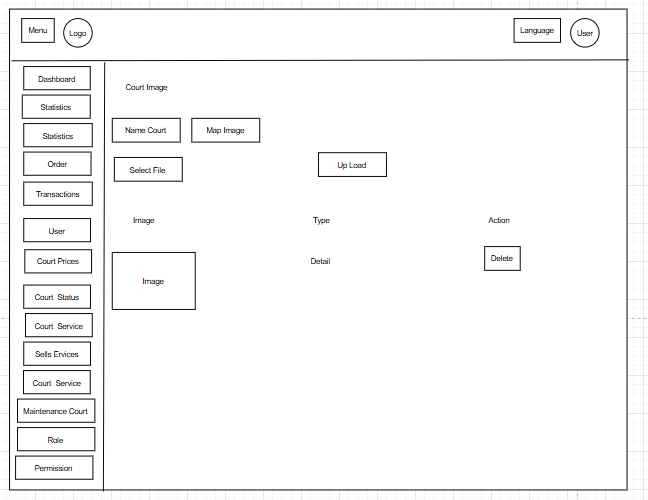 Menu
Logo
Language
User
Dashboard
Statistics
Statistics
Order
Transactions
User
Court Prices
Court Status
Court Service
Sells Ervices
Court Service
Maintenance Court
Role
Permission
Court Image
Name Court
Map Image
Select File
Up Load
Image
Type
Action
Image
Detail
Delete